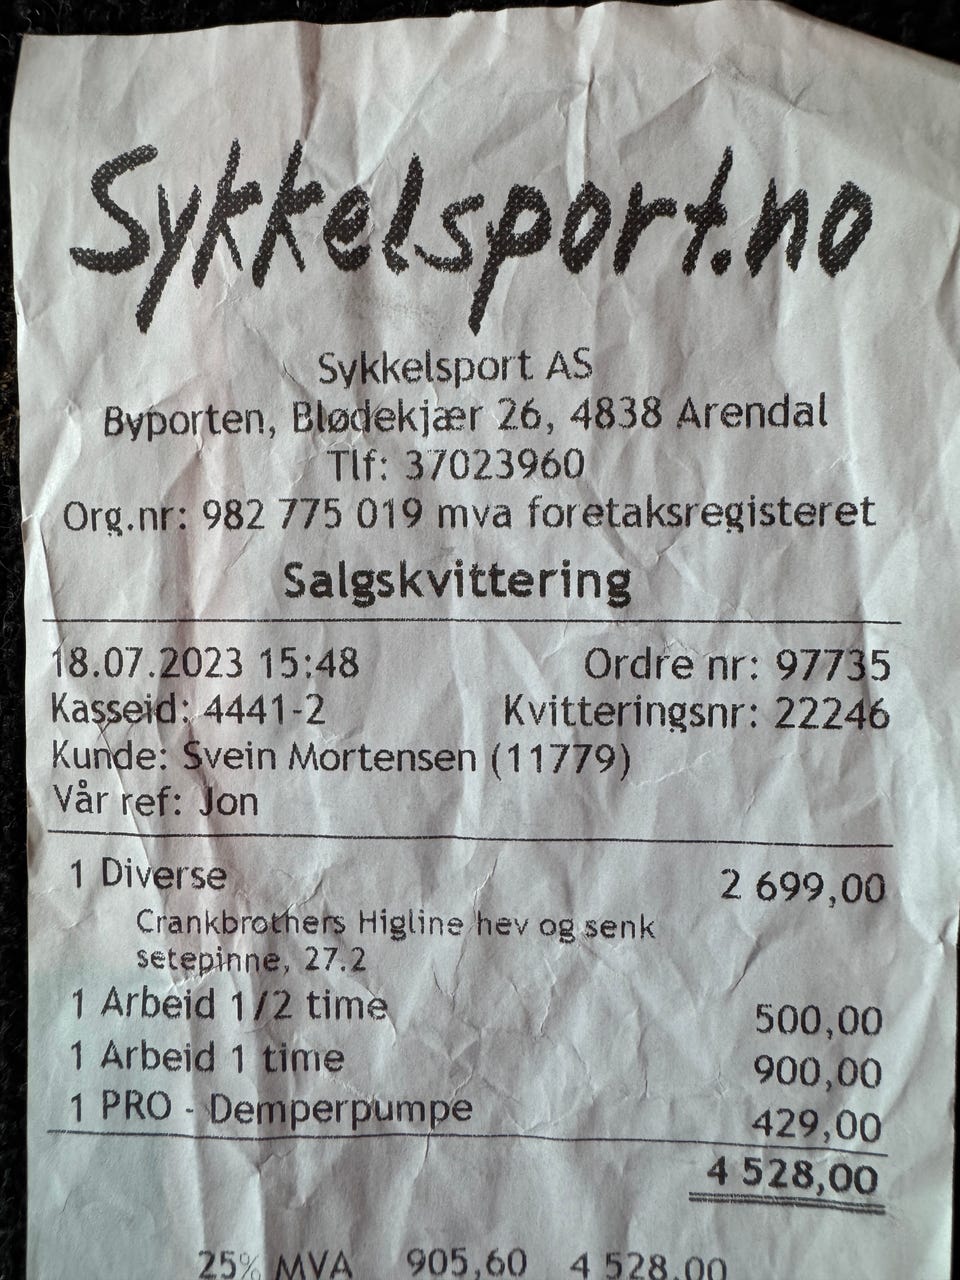 Sykkelsport.no
Sykkelsport AS
Byporten, Blødekjær 26, 4838 Arendal
Tlf: 37023960
Org.nr: 982 775 019 mva foretaksregisteret
Salgskvittering
18.07.2023 15:48 Ordre nr: 97735
Kasseid: 4441-2 Kvitteringsnr: 22246
Kunde: Svein Mortensen (11779)
Vår ref: Jon
1 Diverse 2 699,00
Crankbrothers Higline hev og senk
setepinne, 27.2
1 Arbeid 1/2 time 500,00
1 Arbeid 1 time 900,00
1 PRO - Demperpumpe 429,00
4 528,00
25% MVA 905,60 4 528,00